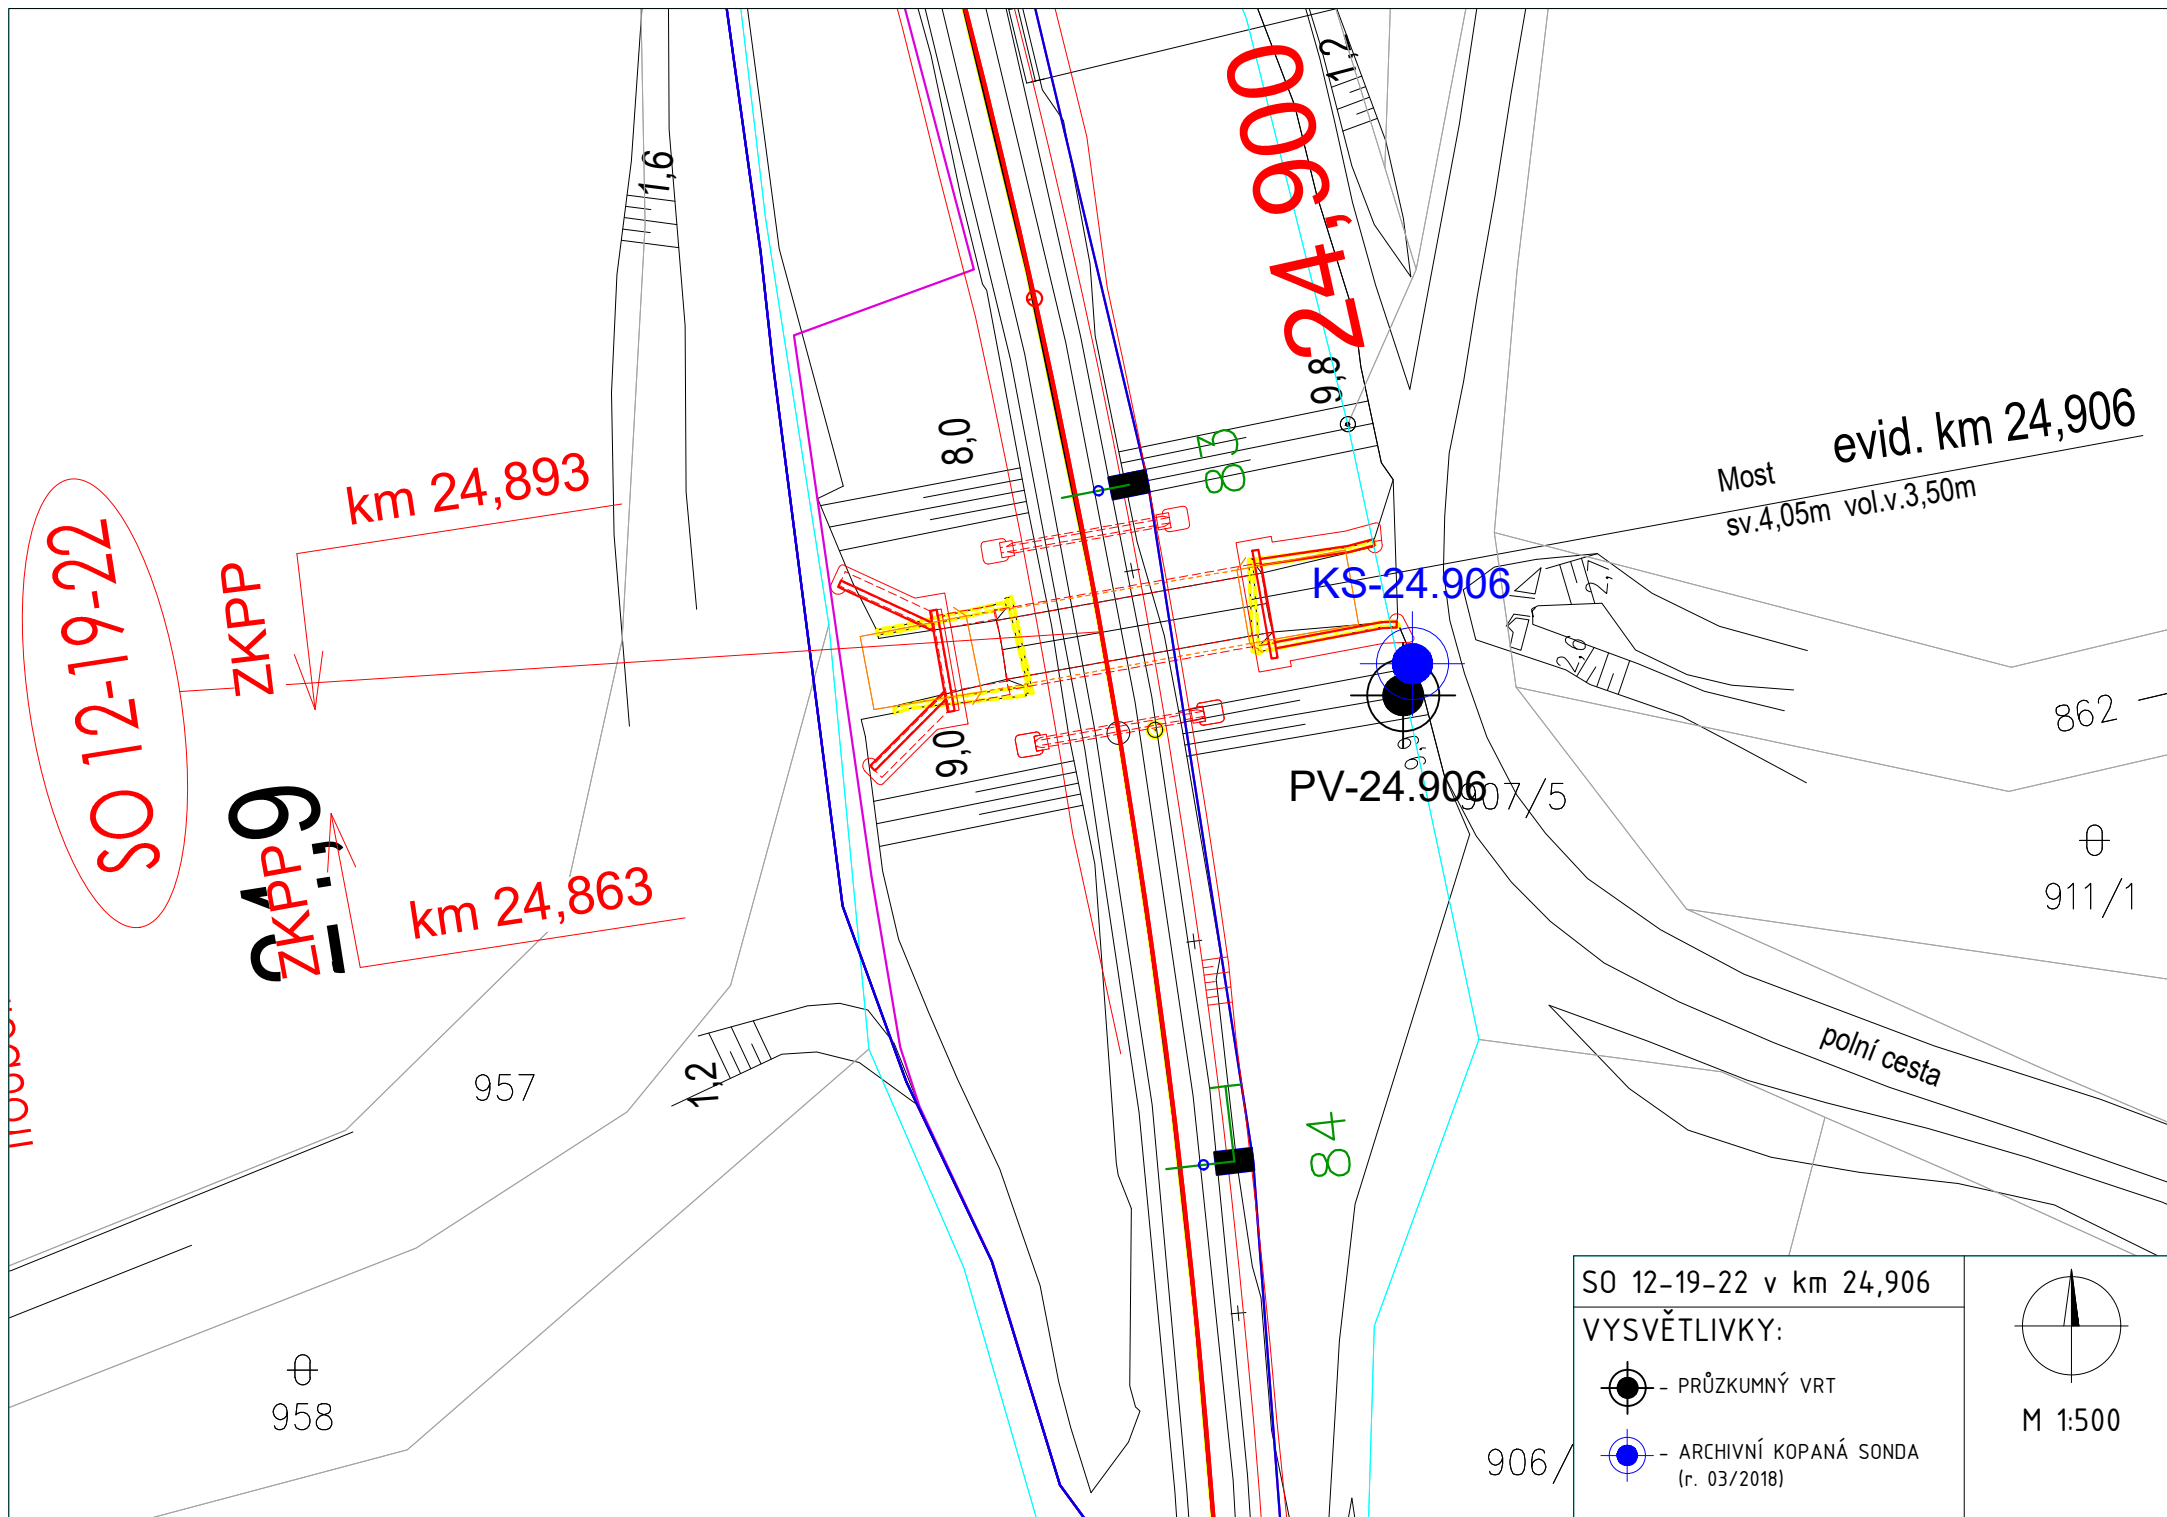 1,2
24,900
1,6
9,8
8,0
83
evid. km 24,906
Most
sv.4,05m vol.v.3,50m
km 24,893
ZKPP
SO 12-19-22
KS-24.906
2,6
862
9,0
PV-24.906
907/5
ZKPP
km 24,863
911/1
polní cesta
957
1,2
84
958
906/
SO 12-19-22 v km 24,906
VYSVĚTLIVKY:
- PRŮZKUMNÝ VRT
- ARCHIVNÍ KOPANÁ SONDA
(r. 03/2018)
M 1:500